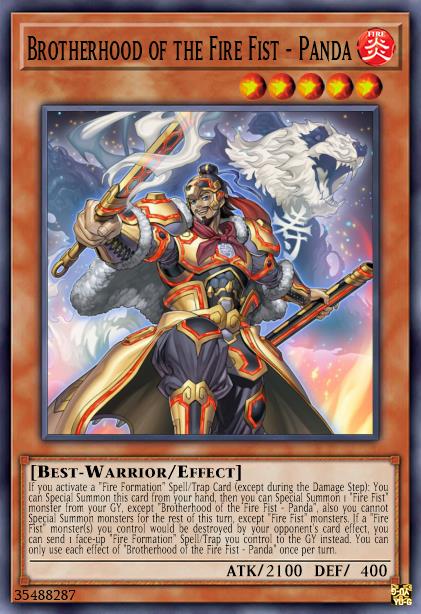 BROTHERHOOD OF THE FIRE FIST - PANDA
FIRE
炎
[BEST-WARRIOR/EFFECT]
If you activate a "Fire Formation" Spell/Trap Card (except during the Damage Step): You
can Special Summon this card from your hand, then you can Special Summon 1 "Fire Fist"
monster from your GY, except "Brotherhood of the Fire Fist - Panda", also you cannot
Special Summon monsters for the rest of this turn, except "Fire Fist" monsters. If a "Fire
Fist" monster(s) you control would be destroyed by your opponent's card effect, you
can send 1 face-up "Fire Formation" Spell/Trap you control to the GY instead. You can
only use each effect of "Brotherhood of the Fire Fist - Panda" once per turn.
ATK/2100 DEF/ 400
35488287